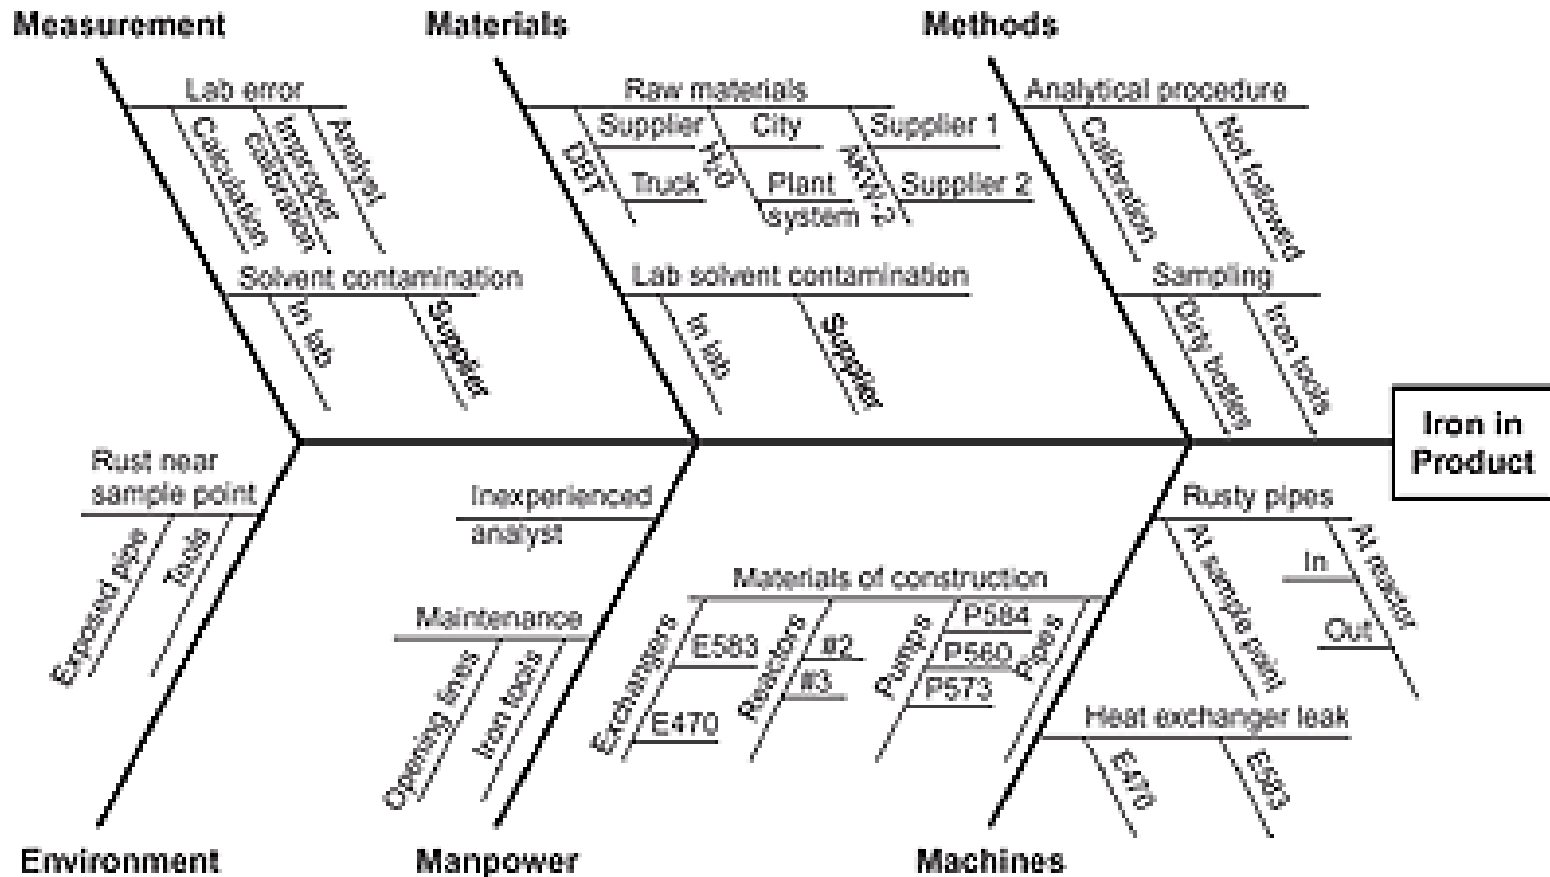 Measurement
Materials
Methods
Lab error
Calculation
Improper
calibration
Analyst
Solvent contamination
In lab
Supplier
Raw materials
Supplier
Truck
H₂O
City
Plant
system
Supplier 1
Supplier 2
Lab solvent contamination
In lab
Supplier
Analytical procedure
Calibration
Not followed
Sampling
Dirty bottles
Iron tools
Iron in
Product
Rust near
sample point
Exposed pipe
Tools
Environment
Inexperienced
analyst
Maintenance
Opening lines
Iron tools
Manpower
Materials of construction
Exchangers
E583
E470
Reactors
#2
#3
Pumps
P584
P560
P573
Pipes
Rusty pipes
At sample point
At reactor
In
Out
Heat exchanger leak
E470
E583
Machines